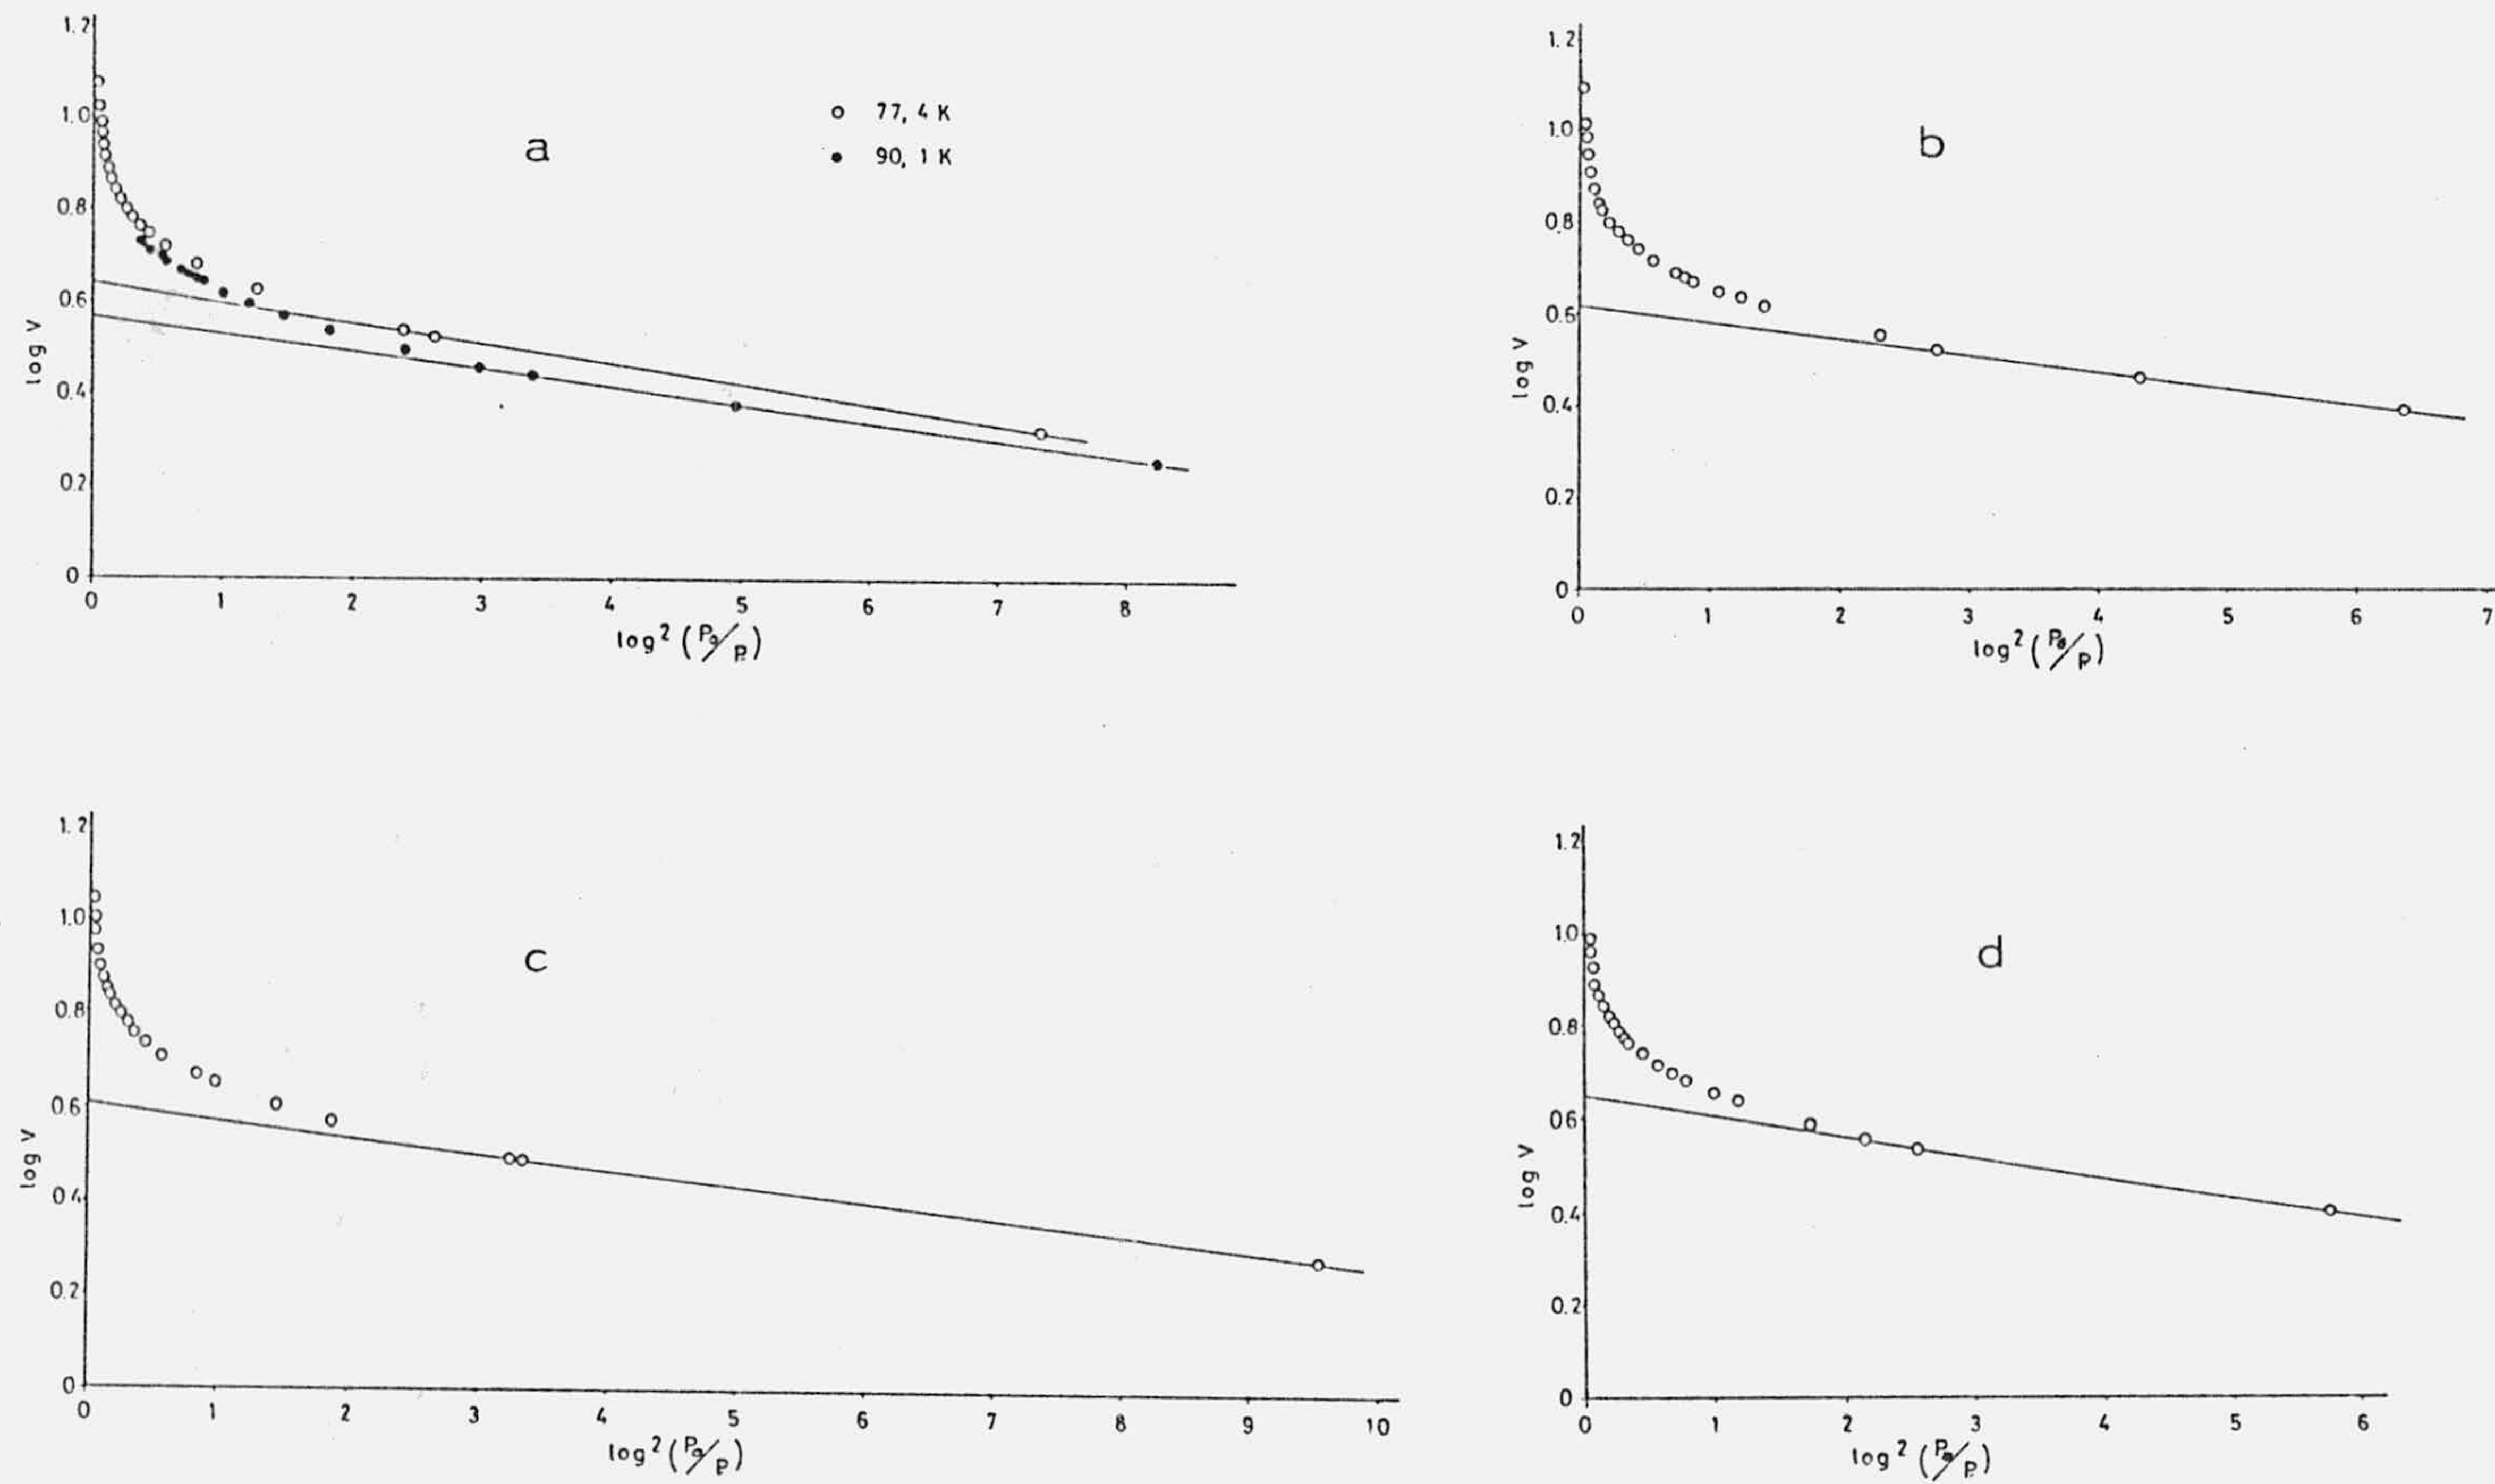 1.2
1.0
0.8
0.6
0.4
0.2
0
log V
0 1 2 3 4 5 6 7 8
log² (P₀/P)
a
○ 77, 4 K
● 90, 1 K
1.2
1.0
0.8
0.6
0.4
0.2
0
log V
0 1 2 3 4 5 6 7
log² (P₀/P)
b
1.2
1.0
0.8
0.6
0.4
0.2
0
log V
0 1 2 3 4 5 6 7 8 9 10
log² (P₀/P)
c
1.2
1.0
0.8
0.6
0.4
0.2
0
log V
0 1 2 3 4 5 6
log² (P₀/P)
d